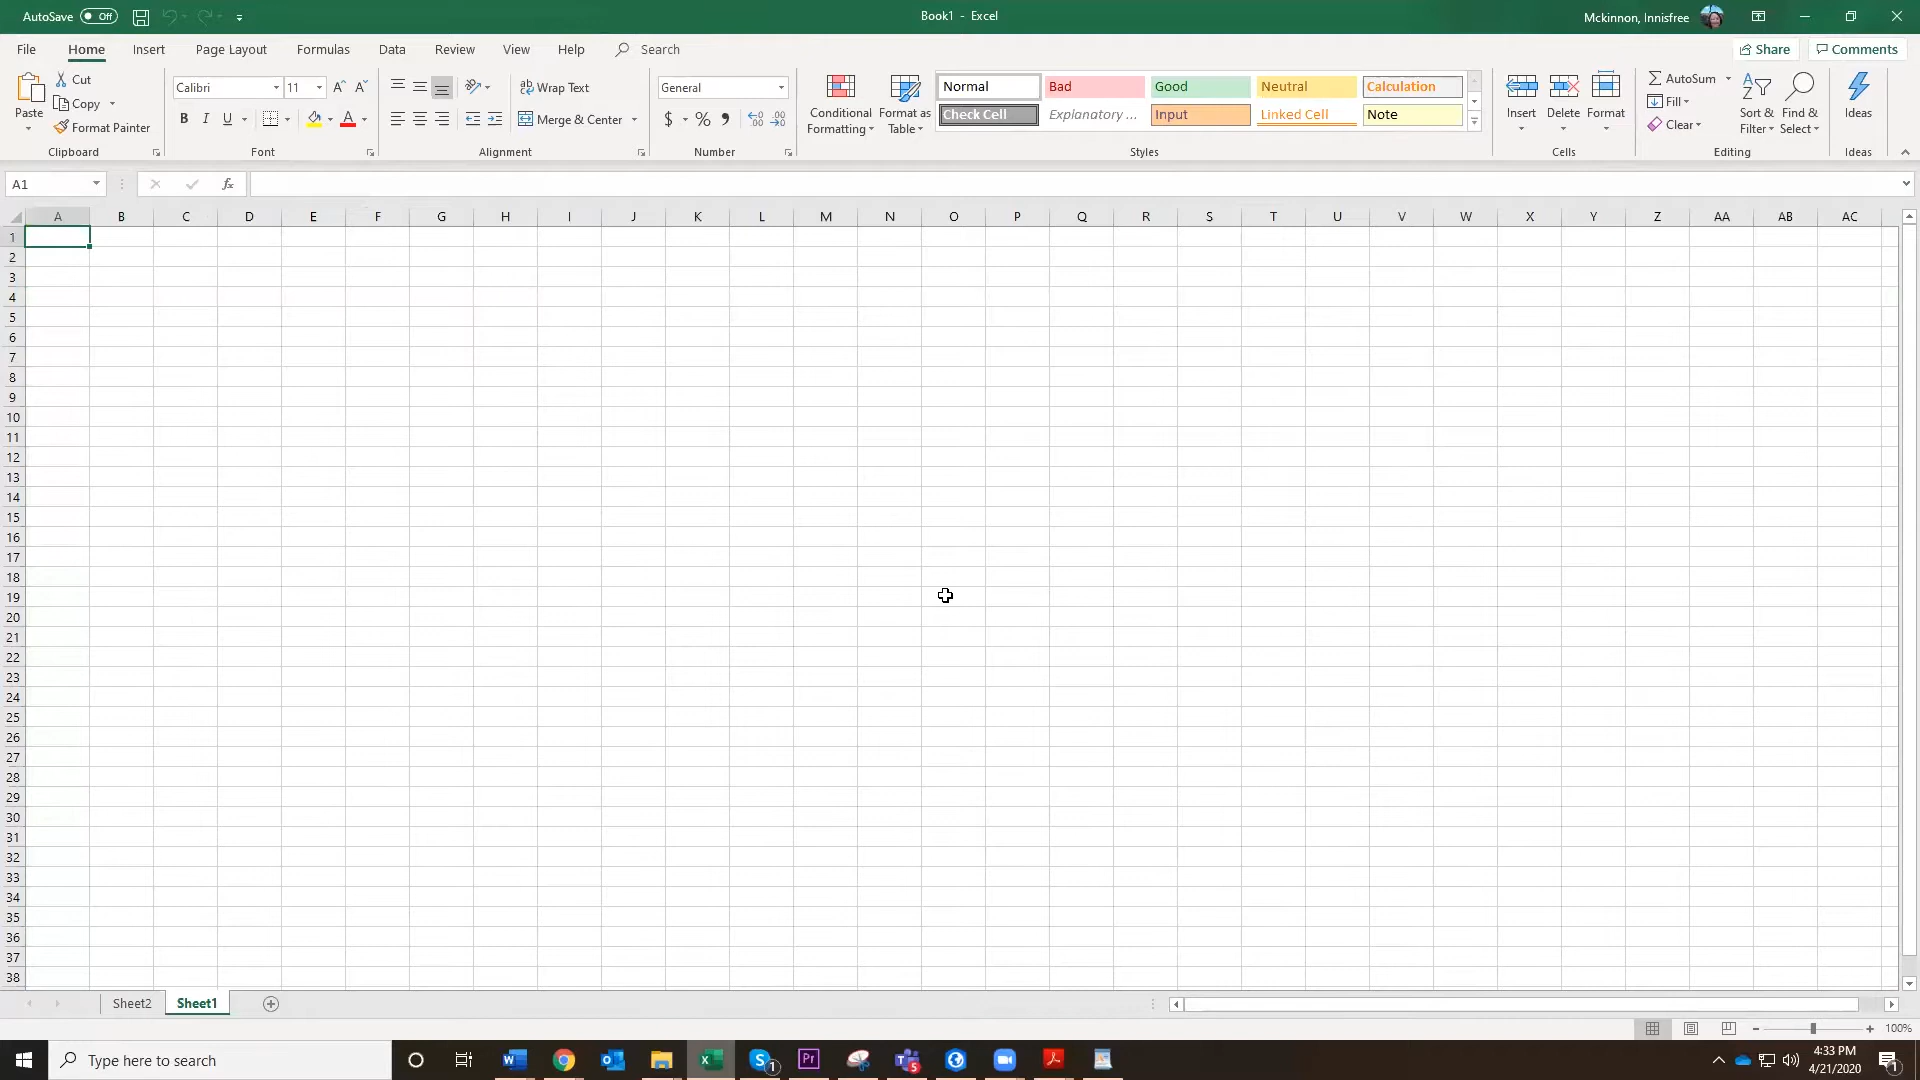 AutoSave Off
Book1 - Excel
Mckinnon, Innisfree
File Home Insert Page Layout Formulas Data Review View Help Search
Share Comments
Paste
Cut
Copy
Format Painter
Clipboard
Calibri 11
B I U
Font
Wrap Text
Merge & Center
Alignment
General
$ % ,
Number
Conditional Formatting
Format as Table
Normal Bad Good Neutral Calculation
Check Cell Explanatory ... Input Linked Cell Note
Styles
Insert Delete Format
Cells
AutoSum
Fill
Clear
Sort & Filter
Find & Select
Editing
Ideas
Ideas
A1
fx
A B C D E F G H I J K L M N O P Q R S T U V W X Y Z AA AB AC
1
2
3
4
5
6
7
8
9
10
11
12
13
14
15
16
17
18
19
20
21
22
23
24
25
26
27
28
29
30
31
32
33
34
35
36
37
38
Sheet2 Sheet1
100%
Type here to search
4:33 PM
4/21/2020